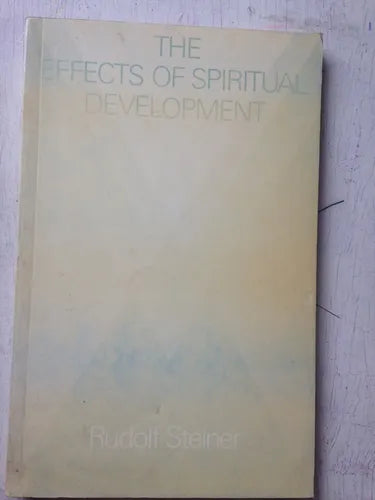 THE
EFFECTS OF SPIRITUAL
DEVELOPMENT
Rudolf Steiner